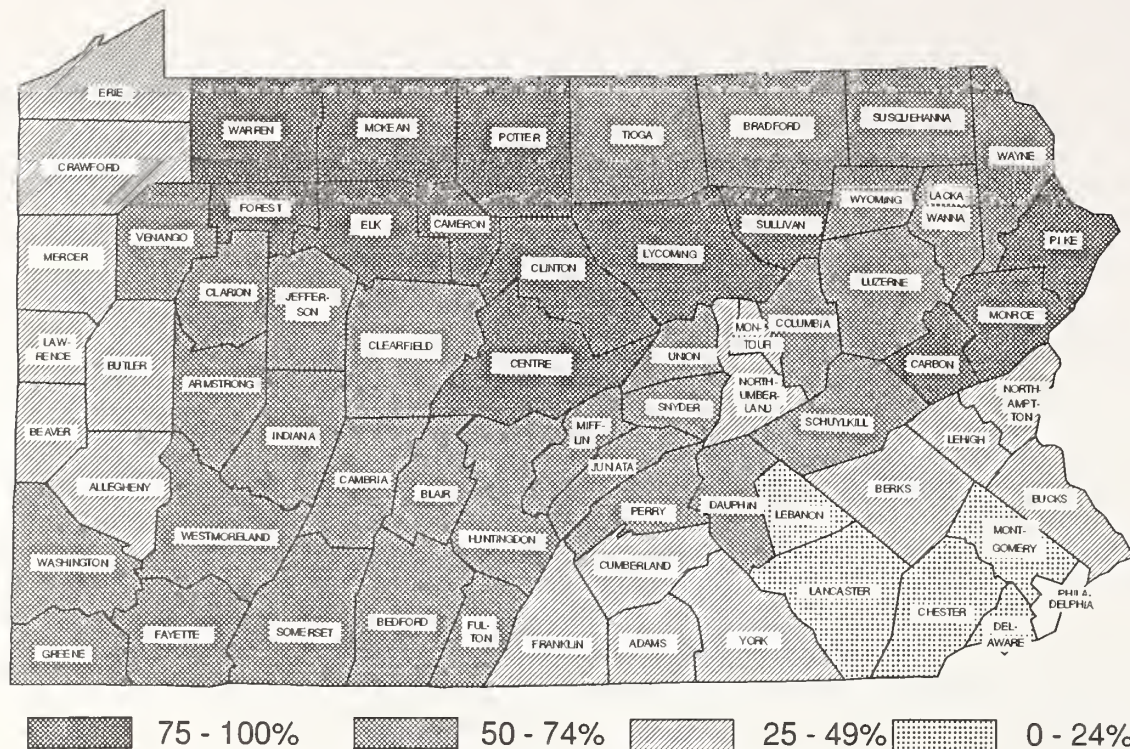 ERIE
WARREN
MCKEAN
POTTER
TIOGA
BRADFORD
SUSQUEHANNA
WAYNE
CRAWFORD
FOREST
ELK
CAMERON
SULLIVAN
WYOMING
LACKA
WANNA
PIKE
VENANGO
MERCER
CLARION
JEFFER-
SON
CLINTON
LYCOMING
LUZERNE
MONROE
LAW-
RENCE
BUTLER
CLEARFIELD
CENTRE
UNION
MON-
TOUR
COLUMBIA
CARBON
ARMSTRONG
NORTH-
UMBER-
LAND
NORTH-
AMPT-
TON
BEAVER
INDIANA
SNYDER
MIFF-
LIN
SCHUYLKILL
LEHIGH
ALLEGHENY
CAMBRIA
BLAIR
JUNIATA
PERRY
DAUPHIN
LEBANON
BERKS
BUCKS
WASHINGTON
WESTMORELAND
HUNTINGDON
CUMBERLAND
LANCASTER
CHESTER
MONT-
GOMERY
PHILA
DELPHIA
DEL-
AWARE
GREENE
FAYETTE
SOMERSET
BEDFORD
FUL-
TON
FRANKLIN
ADAMS
YORK
75 - 100%
50 - 74%
25 - 49%
0 - 24%